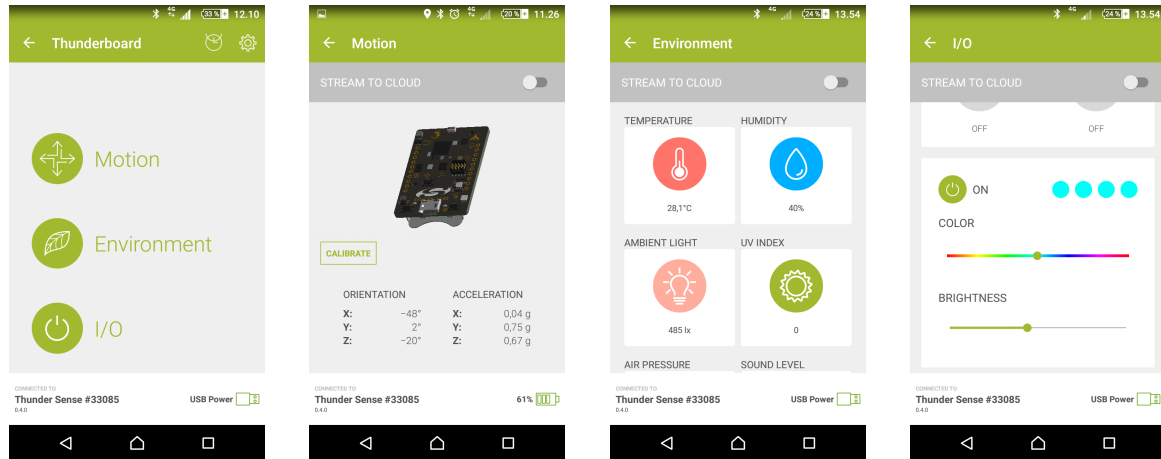 4G 33 % 12.10
Thunderboard
Motion
Environment
I/O
CONNECTED TO
Thunder Sense #33085
USB Power
0.4.0
4G 20 % 11.26
Motion
STREAM TO CLOUD
CALIBRATE
ORIENTATION ACCELERATION
X: −48° X: 0,04 g
Y: 2° Y: 0,75 g
Z: −20° Z: 0,67 g
CONNECTED TO
Thunder Sense #33085
61%
0.4.0
4G 24 % 13.54
Environment
STREAM TO CLOUD
TEMPERATURE HUMIDITY
28,1°C 40%
AMBIENT LIGHT UV INDEX
485 lx 0
AIR PRESSURE SOUND LEVEL
CONNECTED TO
Thunder Sense #33085
USB Power
0.4.0
4G 24 % 13.54
I/O
STREAM TO CLOUD
OFF OFF
ON
COLOR
BRIGHTNESS
CONNECTED TO
Thunder Sense #33085
USB Power
0.4.0